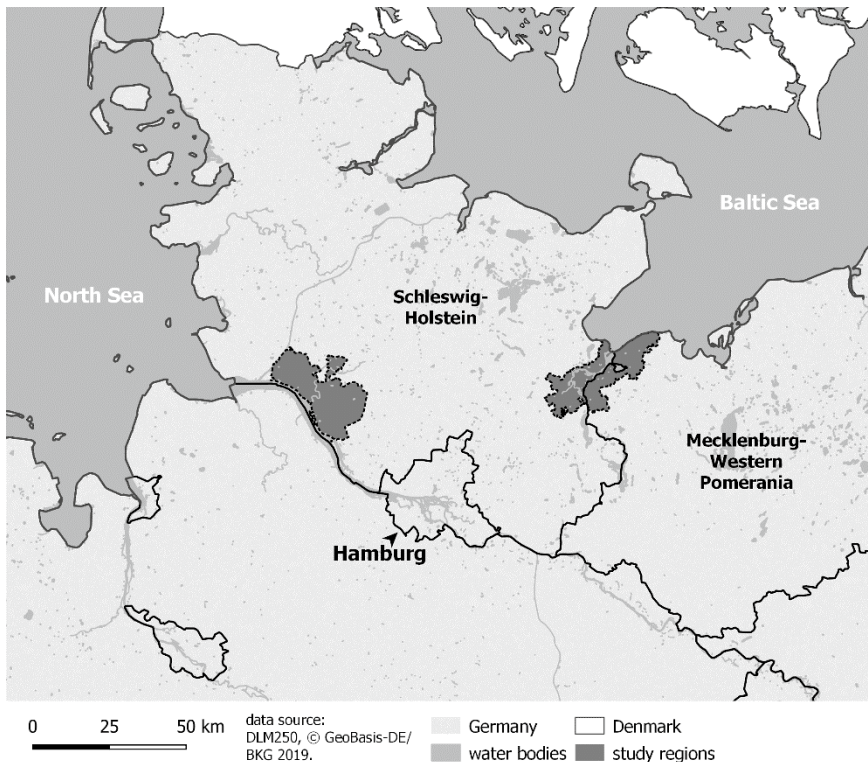 Baltic Sea
North Sea
Schleswig-
Holstein
Mecklenburg-
Western
Pomerania
Hamburg
0 25 50 km
data source:
DLM250, © GeoBasis-DE/
BKG 2019.
Germany
Denmark
water bodies
study regions